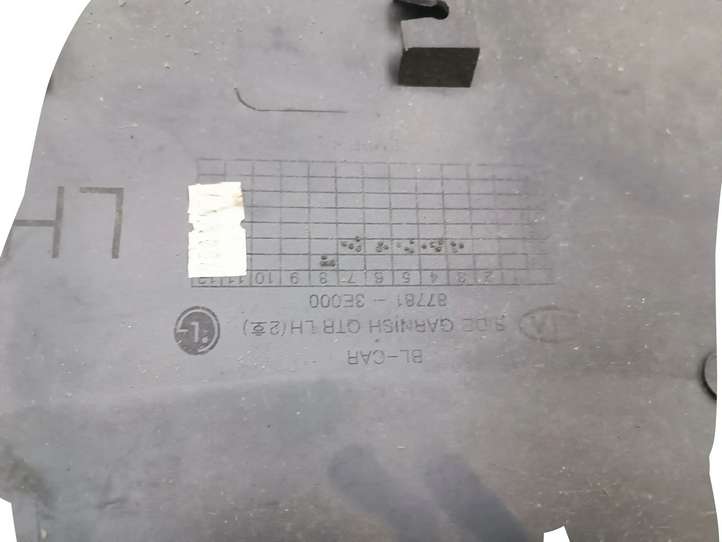 BL-CAR
SIDE GARNISH QTR LH (2호)
87781-3E000
1 2 3 4 5 6 7 8 9 10 11 12
LH